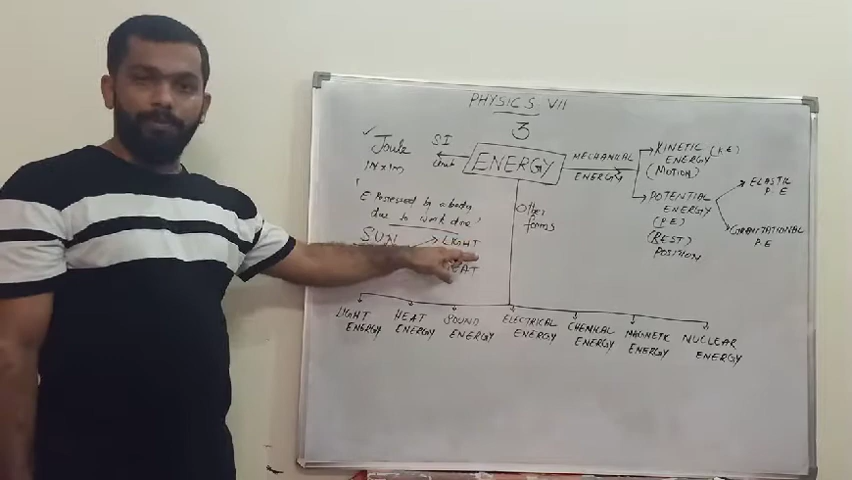 PHYSICS VII
3
✓ Joule
SI
Unit
1N×1m
ENERGY
MECHANICAL
ENERGY
KINETIC (K.E)
ENERGY
(MOTION)
POTENTIAL
ENERGY
(P.E)
(REST)
POSITION
ELASTIC
P.E
GRAVITATIONAL
P.E
' E Possessed by a body
due to work done '
Other
forms
SUN
LIGHT
HEAT
LIGHT
ENERGY
HEAT
ENERGY
SOUND
ENERGY
ELECTRICAL
ENERGY
CHEMICAL
ENERGY
MAGNETIC
ENERGY
NUCLEAR
ENERGY